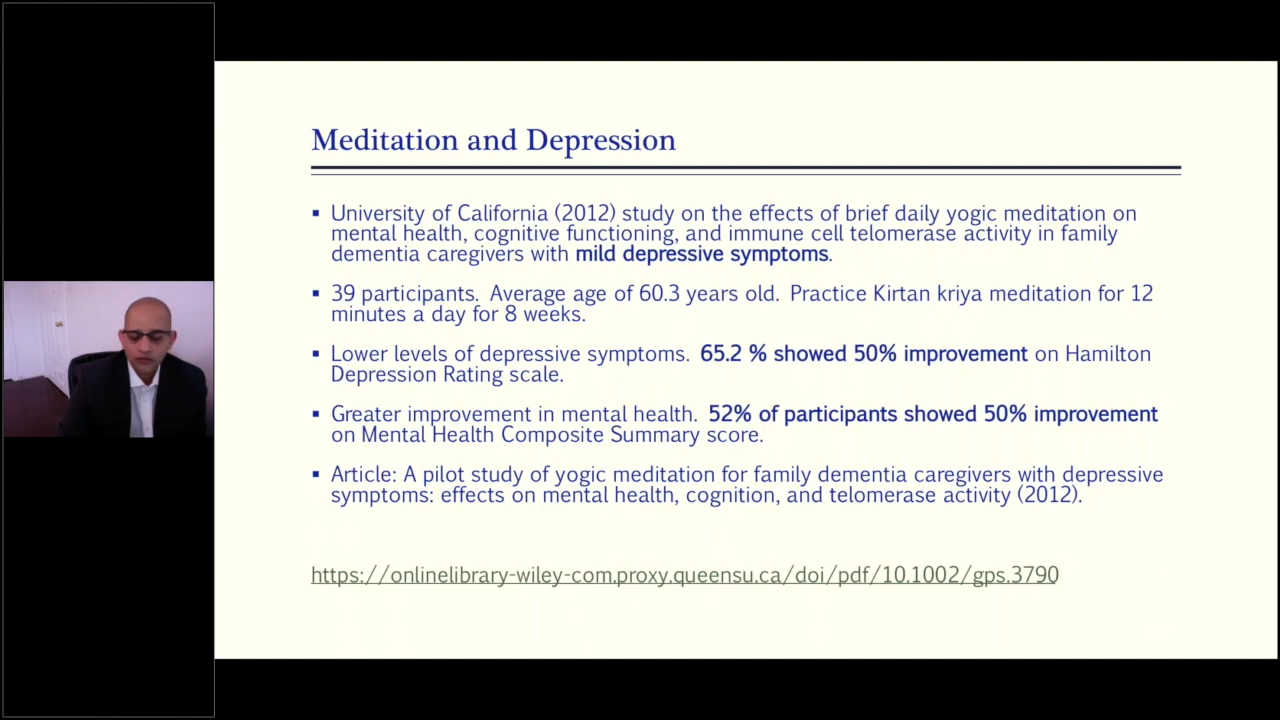 Meditation and Depression
▪ University of California (2012) study on the effects of brief daily yogic meditation on
mental health, cognitive functioning, and immune cell telomerase activity in family
dementia caregivers with mild depressive symptoms.
▪ 39 participants. Average age of 60.3 years old. Practice Kirtan kriya meditation for 12
minutes a day for 8 weeks.
▪ Lower levels of depressive symptoms. 65.2 % showed 50% improvement on Hamilton
Depression Rating scale.
▪ Greater improvement in mental health. 52% of participants showed 50% improvement
on Mental Health Composite Summary score.
▪ Article: A pilot study of yogic meditation for family dementia caregivers with depressive
symptoms: effects on mental health, cognition, and telomerase activity (2012).
https://onlinelibrary-wiley-com.proxy.queensu.ca/doi/pdf/10.1002/gps.3790